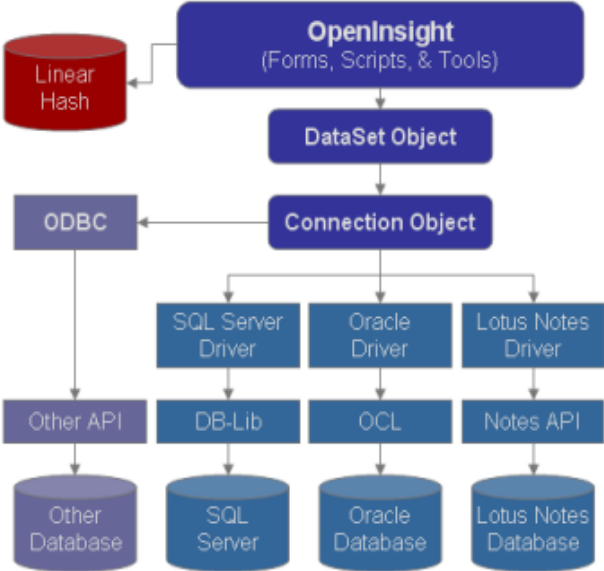 OpenInsight
(Forms, Scripts, & Tools)
Linear
Hash
DataSet Object
ODBC
Connection Object
SQL Server
Driver
Oracle
Driver
Lotus Notes
Driver
Other API
DB-Lib
OCL
Notes API
Other
Database
SQL
Server
Oracle
Database
Lotus Notes
Database